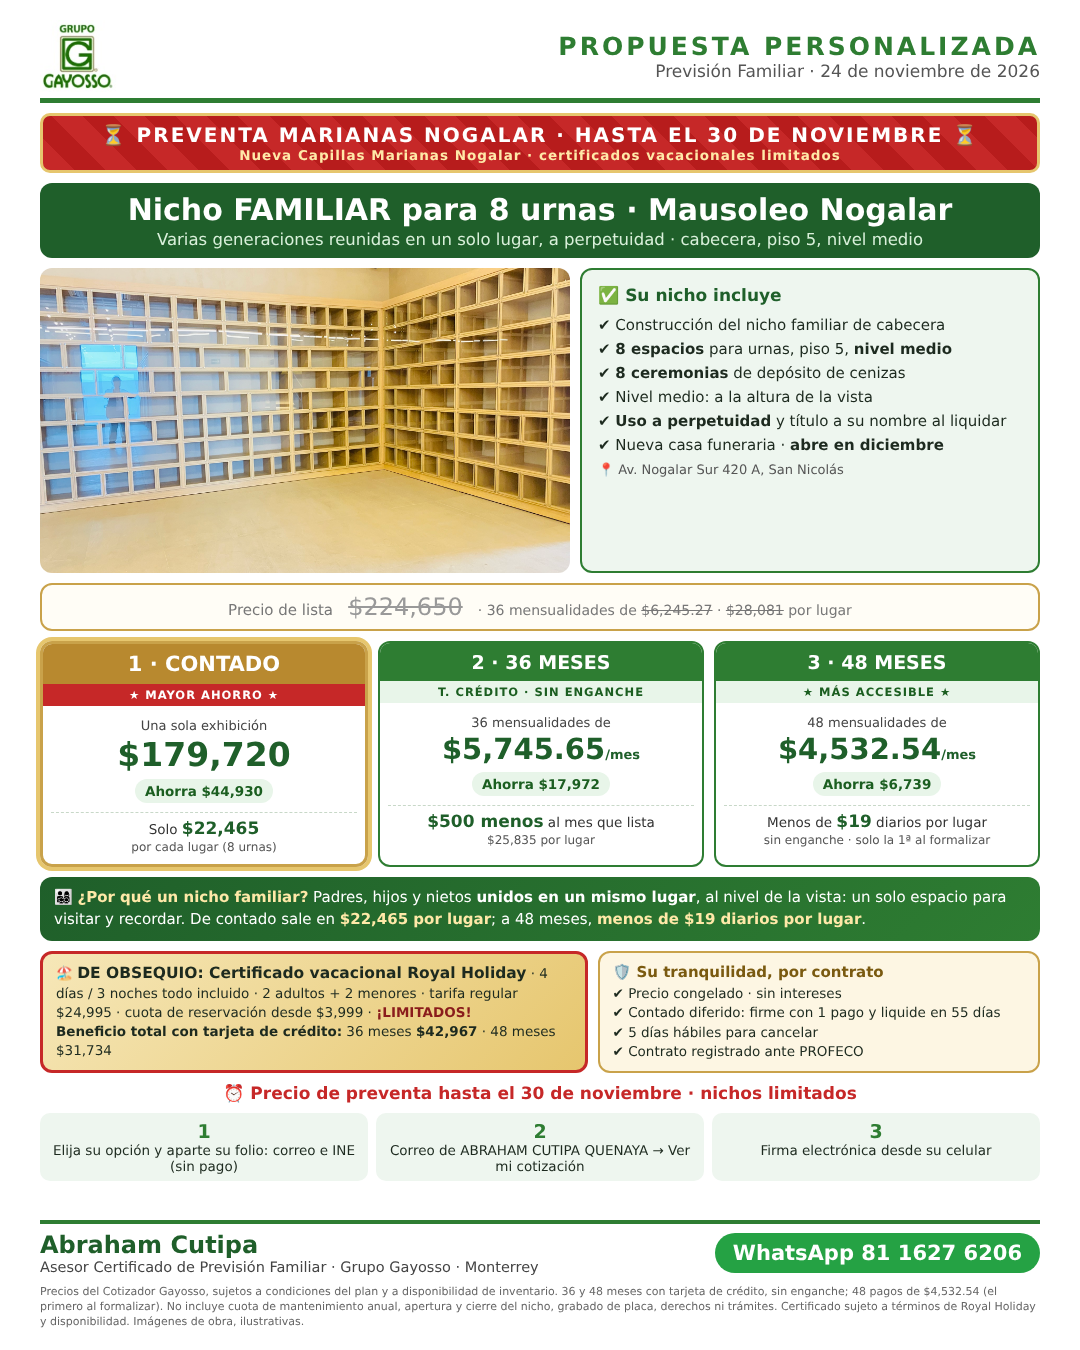 GRUPO
GAYOSSO
PROPUESTA PERSONALIZADA
Previsión Familiar · 24 de noviembre de 2026
⏳ PREVENTA MARIANAS NOGALAR · HASTA EL 30 DE NOVIEMBRE ⏳
Nueva Capillas Marianas Nogalar · certificados vacacionales limitados
Nicho FAMILIAR para 8 urnas · Mausoleo Nogalar
Varias generaciones reunidas en un solo lugar, a perpetuidad · cabecera, piso 5, nivel medio
✅ Su nicho incluye
✔ Construcción del nicho familiar de cabecera
✔ 8 espacios para urnas, piso 5, nivel medio
✔ 8 ceremonias de depósito de cenizas
✔ Nivel medio: a la altura de la vista
✔ Uso a perpetuidad y título a su nombre al liquidar
✔ Nueva casa funeraria · abre en diciembre
📍 Av. Nogalar Sur 420 A, San Nicolás
Precio de lista $224,650 · 36 mensualidades de $6,245.27 · $28,081 por lugar
1 · CONTADO
★ MAYOR AHORRO ★
Una sola exhibición
$179,720
Ahorra $44,930
Solo $22,465
por cada lugar (8 urnas)
2 · 36 MESES
T. CRÉDITO · SIN ENGANCHE
36 mensualidades de
$5,745.65/mes
Ahorra $17,972
$500 menos al mes que lista
$25,835 por lugar
3 · 48 MESES
★ MÁS ACCESIBLE ★
48 mensualidades de
$4,532.54/mes
Ahorra $6,739
Menos de $19 diarios por lugar
sin enganche · solo la 1ª al formalizar
👨‍👩‍👧‍👦 ¿Por qué un nicho familiar? Padres, hijos y nietos unidos en un mismo lugar, al nivel de la vista: un solo espacio para
visitar y recordar. De contado sale en $22,465 por lugar; a 48 meses, menos de $19 diarios por lugar.
🏖️ DE OBSEQUIO: Certificado vacacional Royal Holiday · 4
días / 3 noches todo incluido · 2 adultos + 2 menores · tarifa regular
$24,995 · cuota de reservación desde $3,999 · ¡LIMITADOS!
Beneficio total con tarjeta de crédito: 36 meses $42,967 · 48 meses
$31,734
🛡️ Su tranquilidad, por contrato
✔ Precio congelado · sin intereses
✔ Contado diferido: firme con 1 pago y liquide en 55 días
✔ 5 días hábiles para cancelar
✔ Contrato registrado ante PROFECO
⏰ Precio de preventa hasta el 30 de noviembre · nichos limitados
1
Elija su opción y aparte su folio: correo e INE
(sin pago)
2
Correo de ABRAHAM CUTIPA QUENAYA → Ver
mi cotización
3
Firma electrónica desde su celular
Abraham Cutipa
Asesor Certificado de Previsión Familiar · Grupo Gayosso · Monterrey
WhatsApp 81 1627 6206
Precios del Cotizador Gayosso, sujetos a condiciones del plan y a disponibilidad de inventario. 36 y 48 meses con tarjeta de crédito, sin enganche; 48 pagos de $4,532.54 (el
primero al formalizar). No incluye cuota de mantenimiento anual, apertura y cierre del nicho, grabado de placa, derechos ni trámites. Certificado sujeto a términos de Royal Holiday
y disponibilidad. Imágenes de obra, ilustrativas.